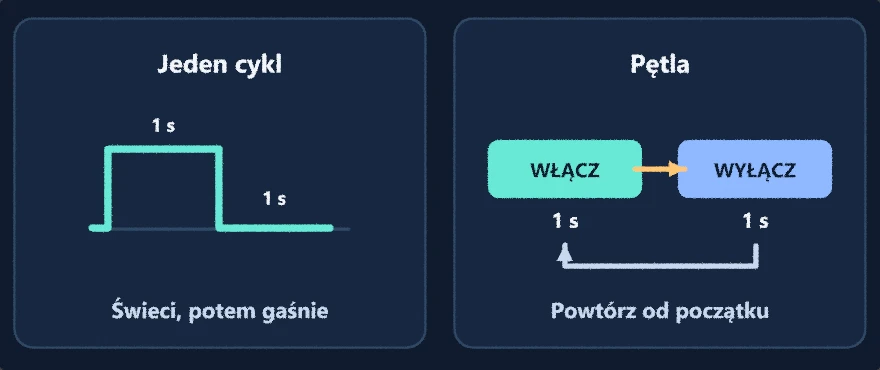 Jeden cykl
1 s
1 s
Świeci, potem gaśnie
Pętla
WŁĄCZ
WYŁĄCZ
1 s
1 s
Powtórz od początku